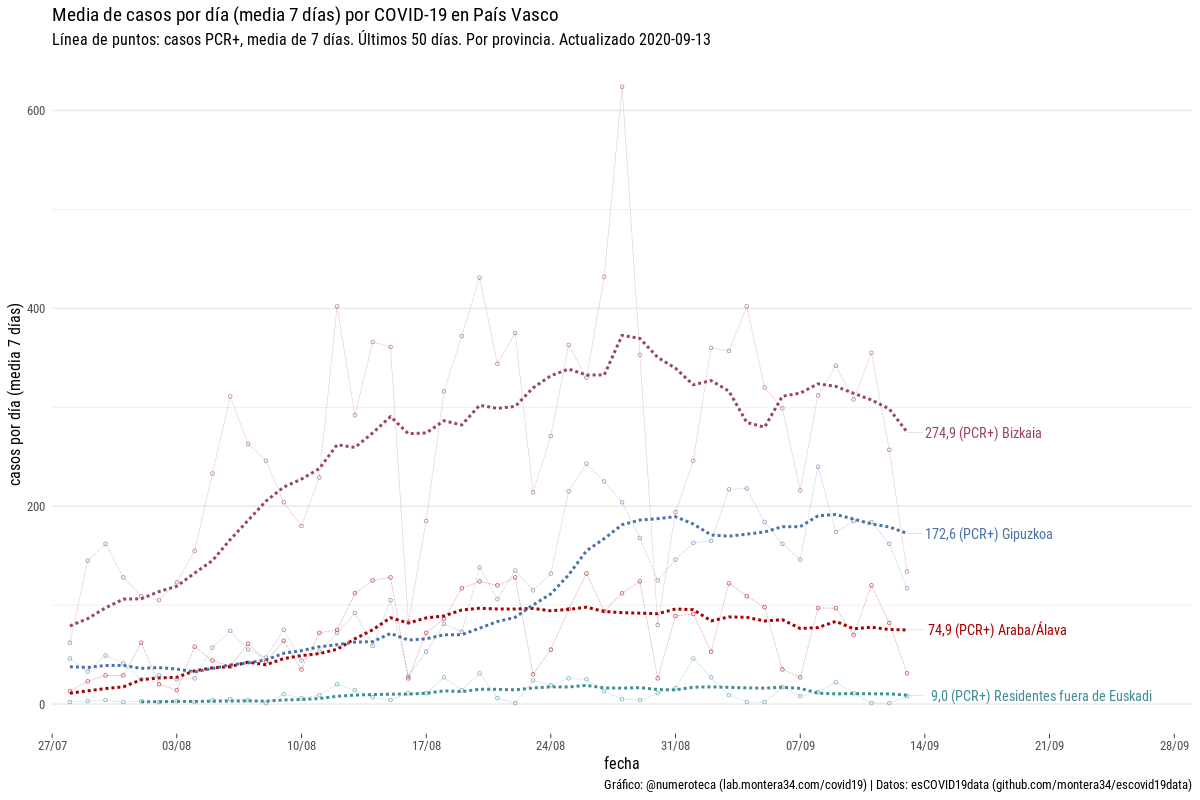 Media de casos por día (media 7 días) por COVID-19 en País Vasco
Línea de puntos: casos PCR+, media de 7 días. Últimos 50 días. Por provincia. Actualizado 2020-09-13
casos por día (media 7 días)
600
400
200
0
274,9 (PCR+) Bizkaia
172,6 (PCR+) Gipuzkoa
74,9 (PCR+) Araba/Álava
9,0 (PCR+) Residentes fuera de Euskadi
27/07 03/08 10/08 17/08 24/08 31/08 07/09 14/09 21/09 28/09
fecha
Gráfico: @numeroteca (lab.montera34.com/covid19) | Datos: esCOVID19data (github.com/montera34/escovid19data)